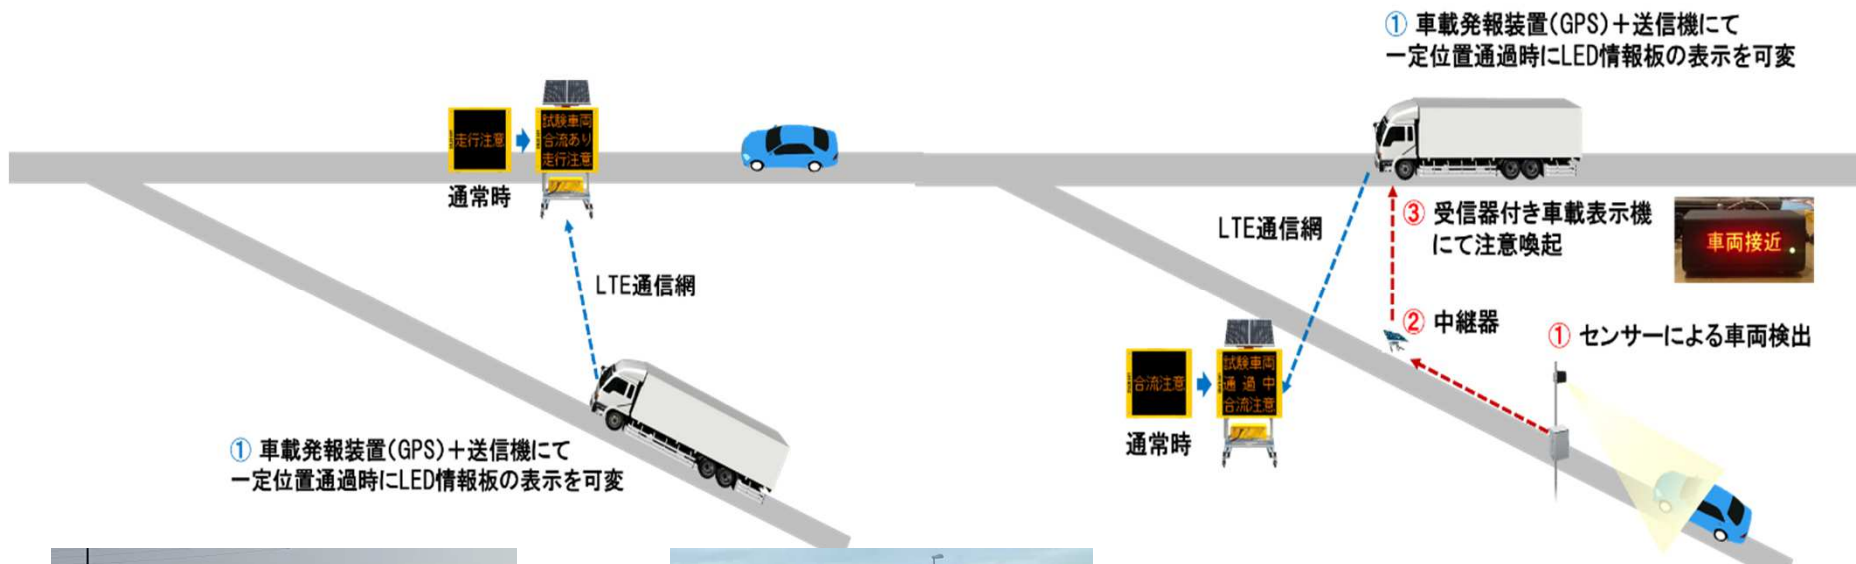 走行注意
試験車両
合流あり
走行注意
通常時
LTE通信網
① 車載発報装置(GPS)+送信機にて
一定位置通過時にLED情報板の表示を可変
① 車載発報装置(GPS)+送信機にて
一定位置通過時にLED情報板の表示を可変
LTE通信網
③ 受信器付き車載表示機
にて注意喚起
車両接近
② 中継器
① センサーによる車両検出
合流注意
試験車両
通過中
合流注意
通常時